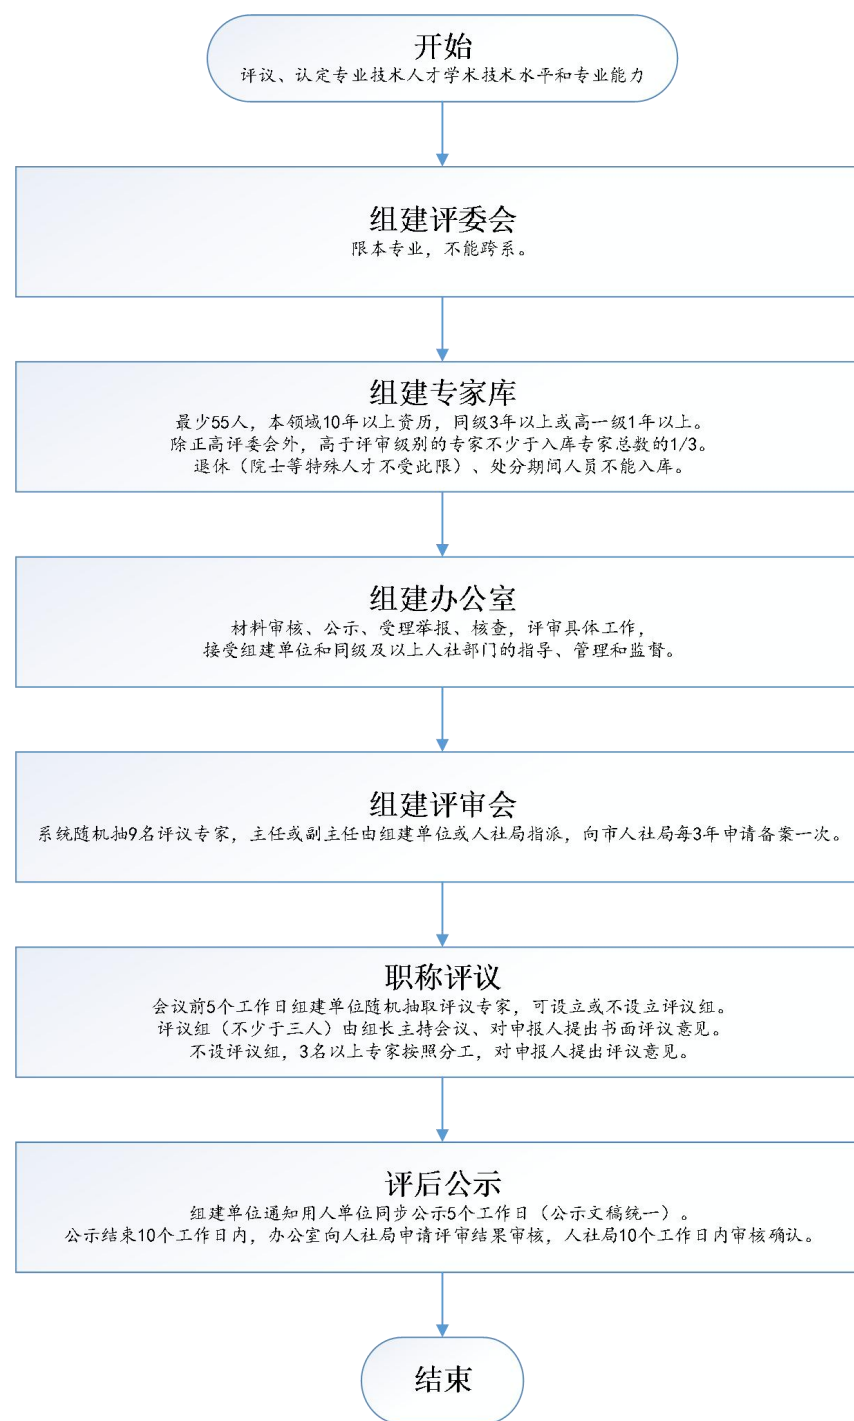 开始
评议、认定专业技术人才学术技术水平和专业能力
组建评委会
限本专业，不能跨系。
组建专家库
最少55人，本领域10年以上资历，同级3年以上或高一级1年以上。
除正高评委会外，高于评审级别的专家不少于入库专家总数的1/3。
退休（院士等特殊人才不受此限）、处分期间人员不能入库。
组建办公室
材料审核、公示、受理举报、核查，评审具体工作，
接受组建单位和同级及以上人社部门的指导、管理和监督。
组建评审会
系统随机抽9名评议专家，主任或副主任由组建单位或人社局指派，向市人社局每3年申请备案一次。
职称评议
会议前5个工作日组建单位随机抽取评议专家，可设立或不设立评议组。
评议组（不少于三人）由组长主持会议、对申报人提出书面评议意见。
不设评议组，3名以上专家按照分工，对申报人提出评议意见。
评后公示
组建单位通知用人单位同步公示5个工作日（公示文稿统一）。
公示结束10个工作日内，办公室向人社局申请评审结果审核，人社局10个工作日内审核确认。
结束